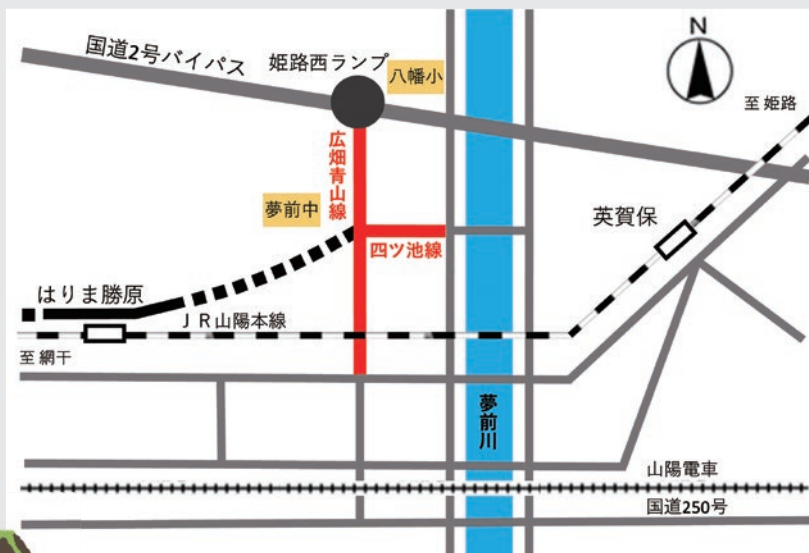 国道2号バイパス
姫路西ランプ
八幡小
N
至 姫路
広畑青山線
夢前中
四ツ池線
英賀保
はりま勝原
JR山陽本線
至 網干
夢前川
山陽電車
国道250号